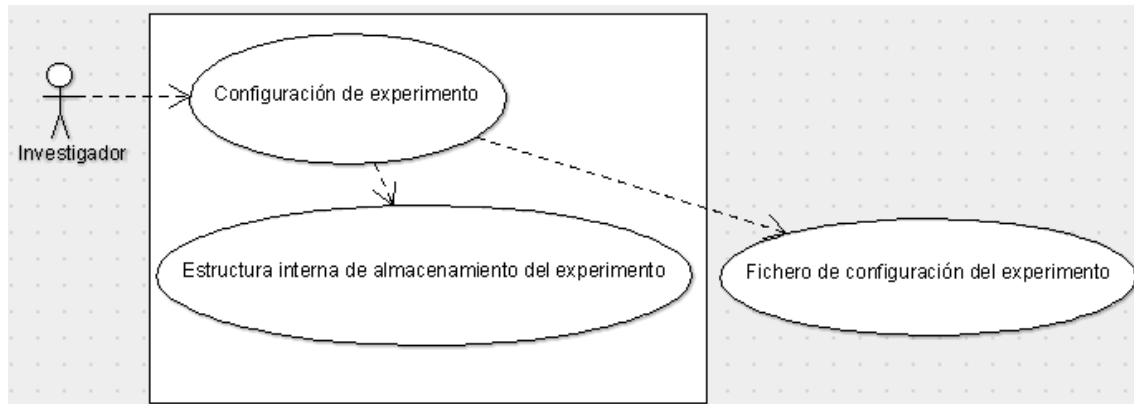 Configuración de experimento
Investigador
Estructura interna de almacenamiento del experimento
Fichero de configuración del experimento